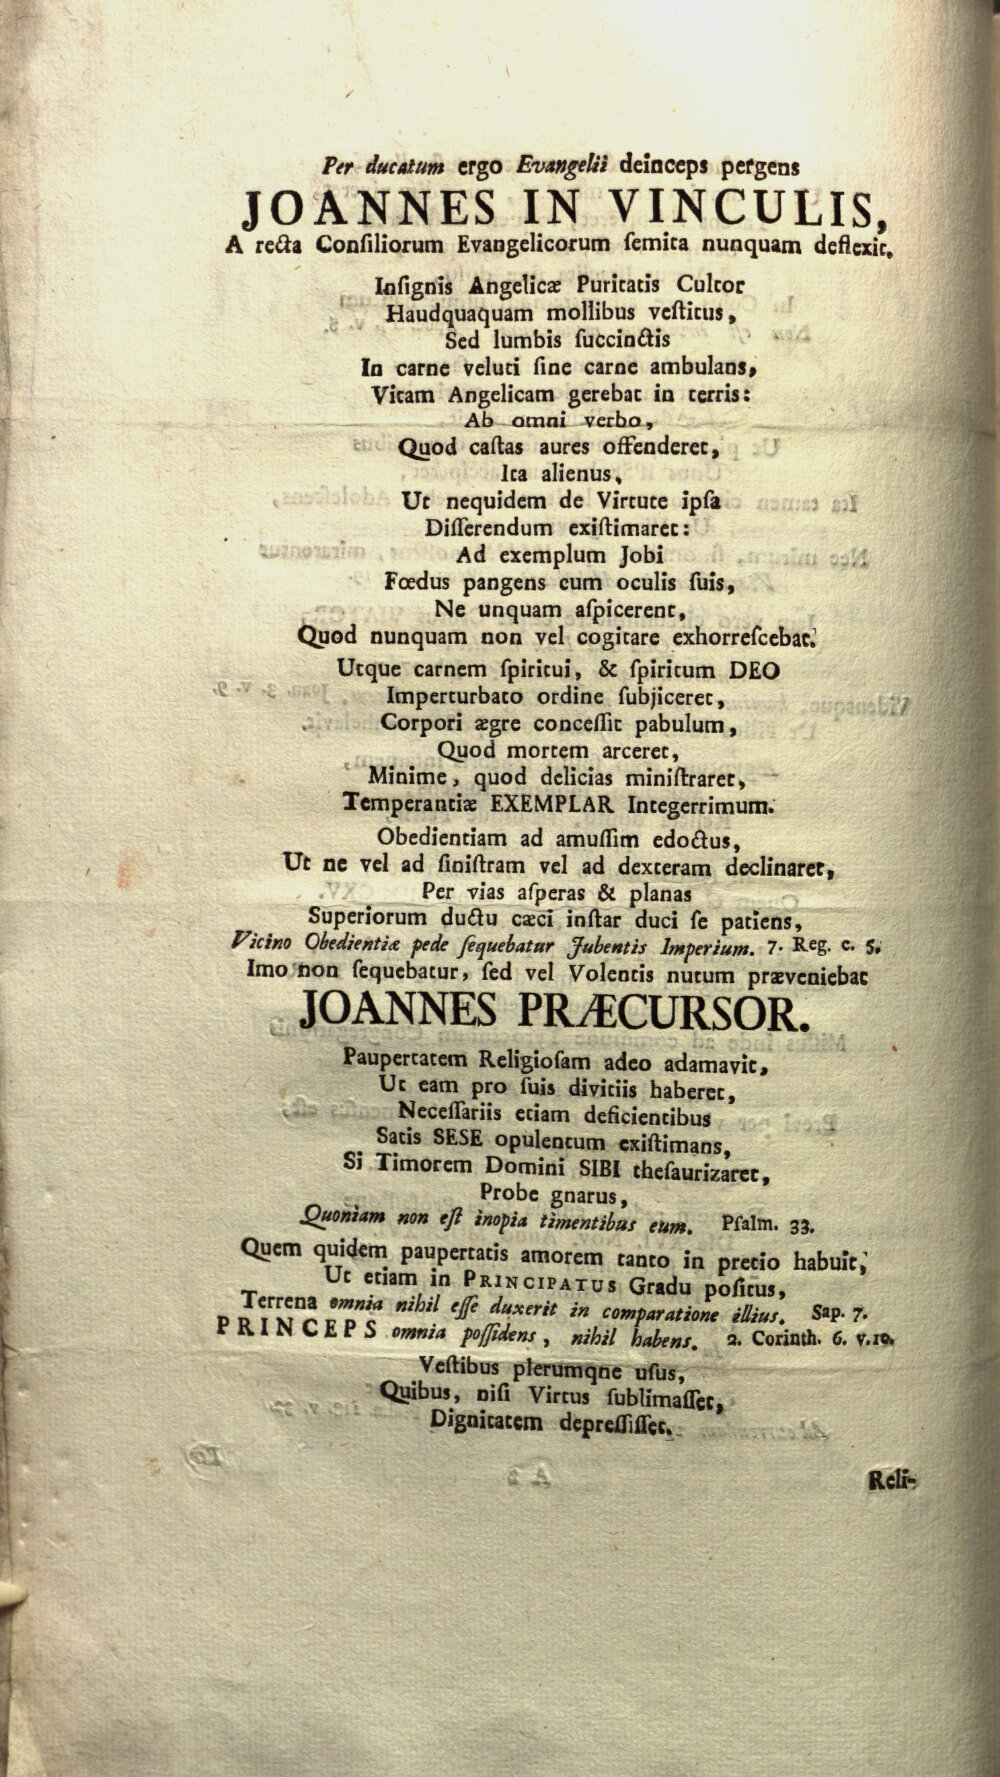 Per ducatum ergo Evangelii deinceps pergens
JOANNES IN VINCULIS,
A recta Conſiliorum Evangelicorum ſemita nunquam deflexit.
Inſignis Angelicæ Puritatis Cultor
Haudquaquam mollibus veſtitus,
Sed lumbis ſuccinctis
In carne veluti ſine carne ambulans,
Vitam Angelicam gerebat in terris:
Ab omni verbo,
Quod caſtas aures offenderet,
Ita alienus,
Ut nequidem de Virtute ipſa
Diſſerendum exiſtimaret:
Ad exemplum Jobi
Fœdus pangens cum oculis ſuis,
Ne unquam aſpicerent,
Quod nunquam non vel cogitare exhorreſcebat.
Utque carnem ſpiritui, & ſpiritum DEO
Imperturbato ordine ſubjiceret,
Corpori ægre conceſſit pabulum,
Quod mortem arceret,
Minime, quod delicias miniſtraret,
Temperantiæ EXEMPLAR Integerrimum.
Obedientiam ad amuſſim edoctus,
Ut ne vel ad ſiniſtram vel ad dexteram declinaret,
Per vias aſperas & planas
Superiorum ductu cæci inſtar duci ſe patiens,
Vicino Obedientiæ pede ſequebatur Jubentis Imperium. 7. Reg. c. 5.
Imo non ſequebatur, ſed vel Volentis nutum præveniebat
JOANNES PRÆCURSOR.
Paupertatem Religioſam adeo adamavit,
Ut eam pro ſuis divitiis haberet,
Neceſſariis etiam deficientibus
Satis SESE opulentum exiſtimans,
Si Timorem Domini SIBI theſaurizaret,
Probe gnarus,
Quoniam non eſt inopia timentibus eum. Pſalm. 33.
Quem quidem paupertatis amorem tanto in pretio habuit,
Ut etiam in PRINCIPATUS Gradu poſitus,
Terrena omnia nihil eſſe duxerit in comparatione illius. Sap. 7.
PRINCEPS omnia poſſidens, nihil habens. 2. Corinth. 6. v.10.
Veſtibus plerumqne uſus,
Quibus, niſi Virtus ſublimaſſet,
Dignitatem depreſſiſſet.
Reli-